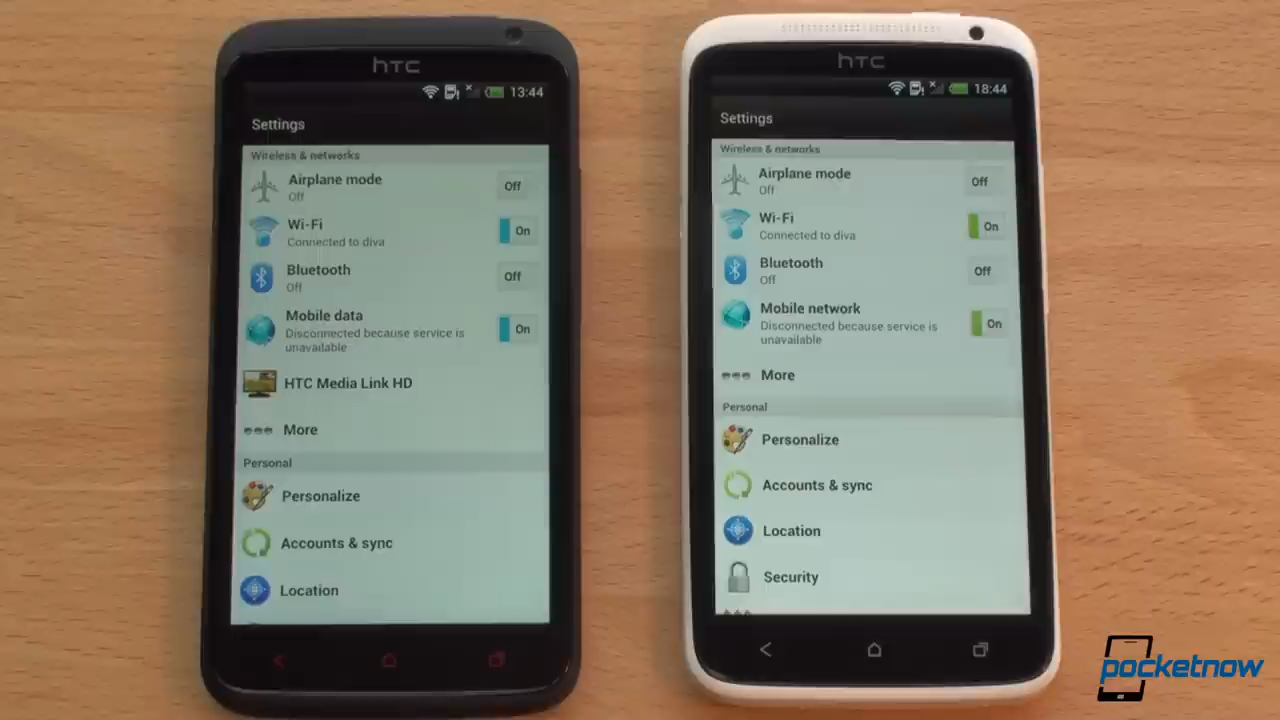 hTC
13:44
Settings
Wireless & networks
Airplane mode
Off
Off
Wi-Fi
Connected to diva
On
Bluetooth
Off
Off
Mobile data
Disconnected because service is
unavailable
On
HTC Media Link HD
More
Personal
Personalize
Accounts & sync
Location
hTC
18:44
Settings
Wireless & networks
Airplane mode
Off
Off
Wi-Fi
Connected to diva
On
Bluetooth
Off
Off
Mobile network
Disconnected because service is
unavailable
On
More
Personal
Personalize
Accounts & sync
Location
Security
pocketnow